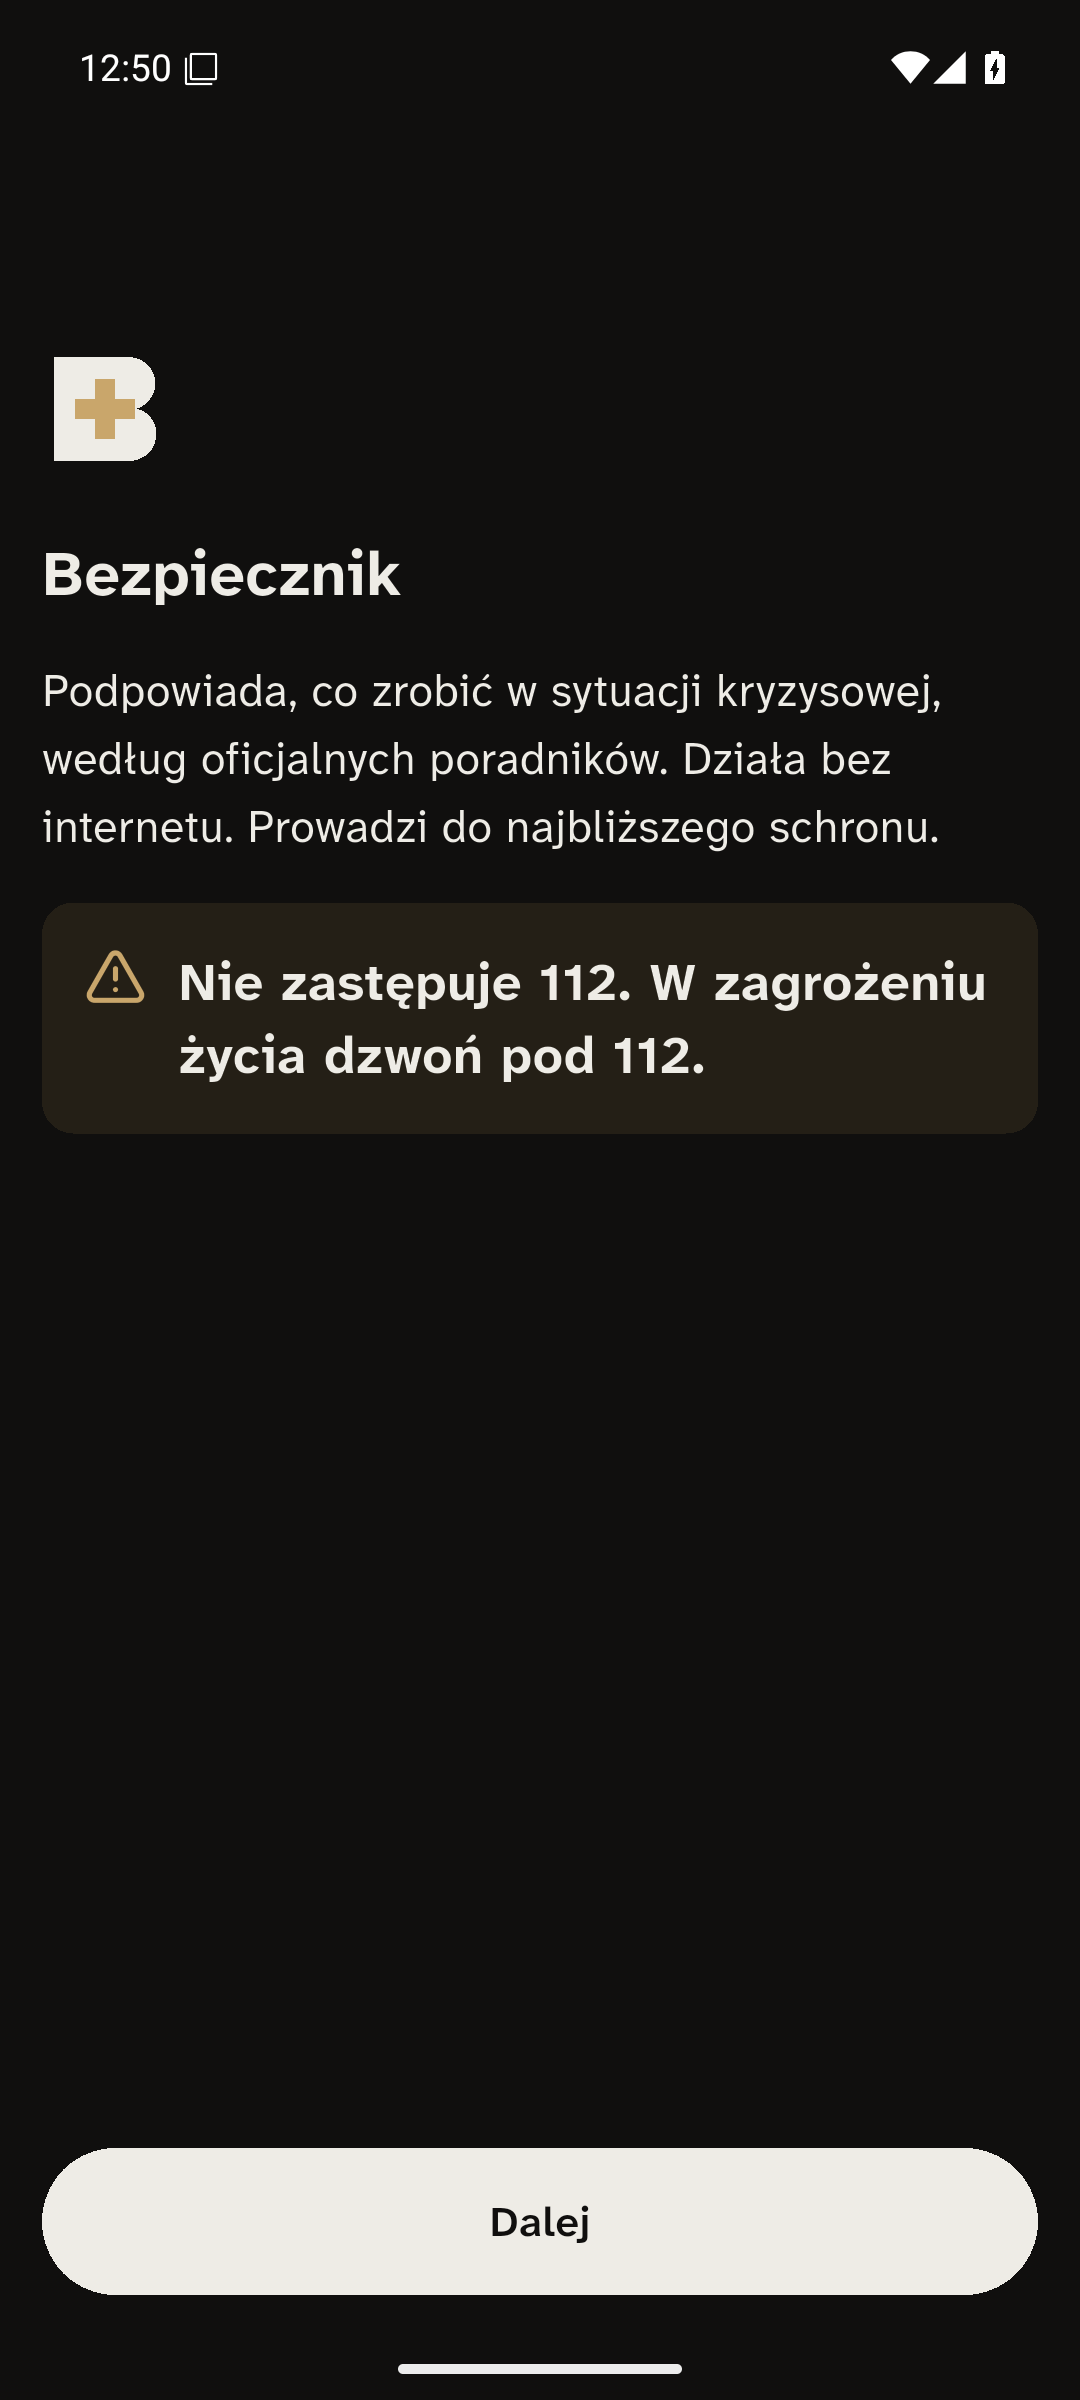 12:50
Bezpiecznik
Podpowiada, co zrobić w sytuacji kryzysowej,
według oficjalnych poradników. Działa bez
internetu. Prowadzi do najbliższego schronu.
Nie zastępuje 112. W zagrożeniu
życia dzwoń pod 112.
Dalej